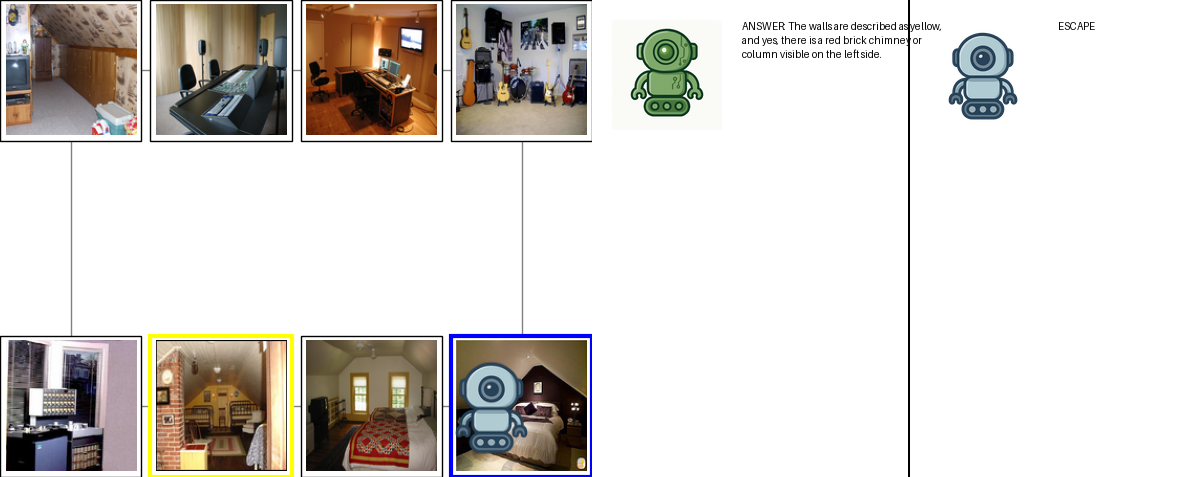 ANSWER: The walls are described as yellow,
and yes, there is a red brick chimney or
column visible on the left side.
ESCAPE